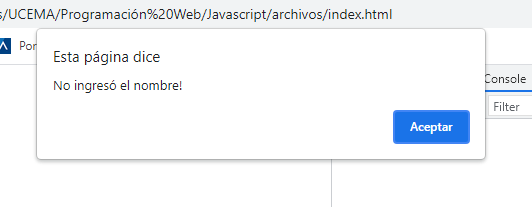 s/UCEMA/Programación%20Web/Javascript/archivos/index.html
Por
Esta página dice
No ingresó el nombre!
Console
Filter
Aceptar